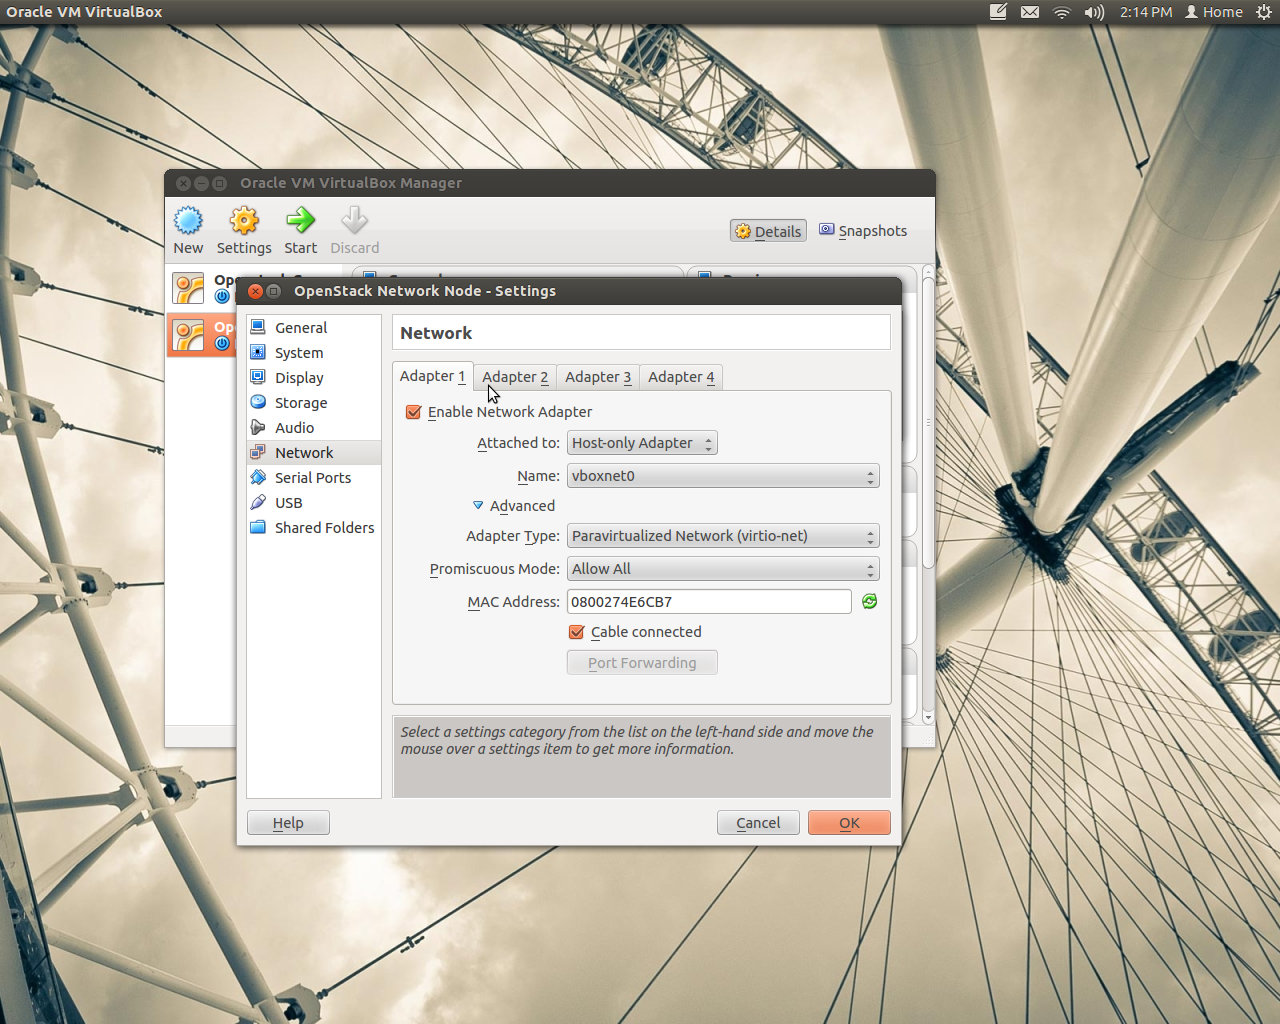 Oracle VM VirtualBox
2:14 PM Home
Oracle VM VirtualBox Manager
New Settings Start Discard
Details Snapshots
OpenStack Network Node - Settings
General
System
Display
Storage
Audio
Network
Serial Ports
USB
Shared Folders
Network
Adapter 1 Adapter 2 Adapter 3 Adapter 4
Enable Network Adapter
Attached to: Host-only Adapter
Name: vboxnet0
Advanced
Adapter Type: Paravirtualized Network (virtio-net)
Promiscuous Mode: Allow All
MAC Address: 0800274E6CB7
Cable connected
Port Forwarding
Select a settings category from the list on the left-hand side and move the
mouse over a settings item to get more information.
Help Cancel OK